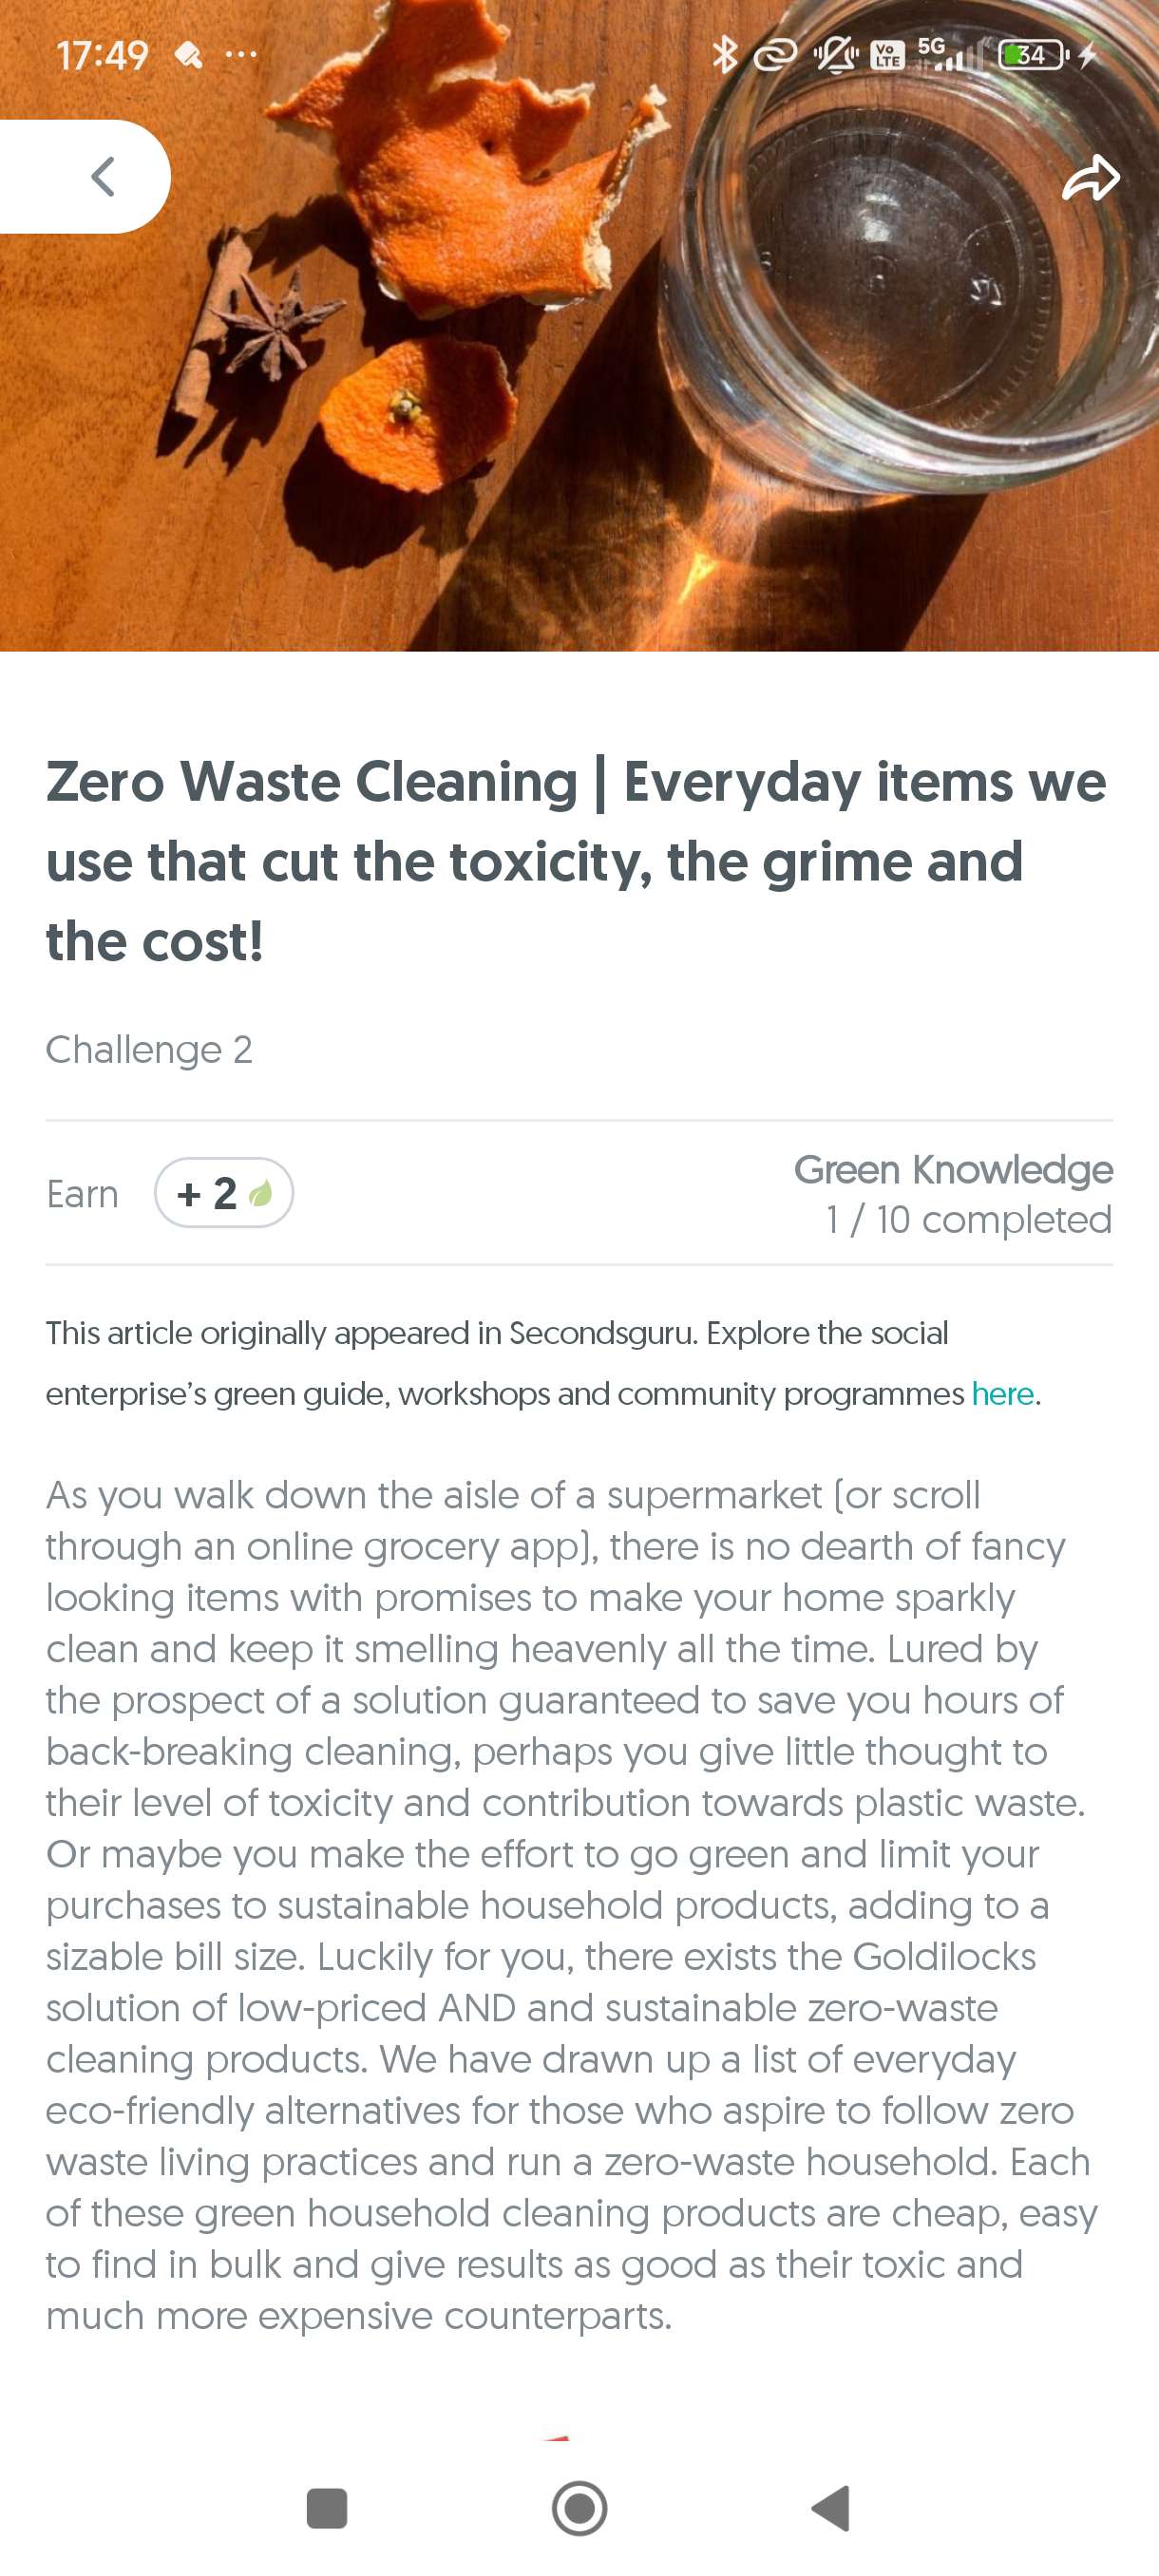 17:49
Vo LTE 5G 34
Zero Waste Cleaning | Everyday items we
use that cut the toxicity, the grime and
the cost!
Challenge 2
Earn + 2
Green Knowledge
1 / 10 completed
This article originally appeared in Secondsguru. Explore the social
enterprise’s green guide, workshops and community programmes here.
As you walk down the aisle of a supermarket (or scroll
through an online grocery app), there is no dearth of fancy
looking items with promises to make your home sparkly
clean and keep it smelling heavenly all the time. Lured by
the prospect of a solution guaranteed to save you hours of
back-breaking cleaning, perhaps you give little thought to
their level of toxicity and contribution towards plastic waste.
Or maybe you make the effort to go green and limit your
purchases to sustainable household products, adding to a
sizable bill size. Luckily for you, there exists the Goldilocks
solution of low-priced AND and sustainable zero-waste
cleaning products. We have drawn up a list of everyday
eco-friendly alternatives for those who aspire to follow zero
waste living practices and run a zero-waste household. Each
of these green household cleaning products are cheap, easy
to find in bulk and give results as good as their toxic and
much more expensive counterparts.